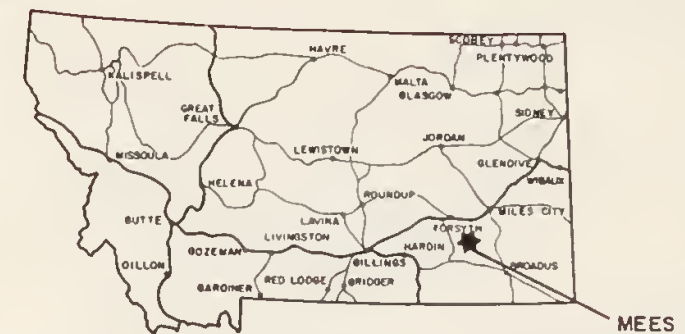 SCOBEY
PLENTYWOOD
HAVRE
KALISPELL
MALTA
GLASGOW
GREAT
FALLS
SIDNEY
JORDAN
LEWISTOWN
GLENDIVE
MISSOULA
WIBAUX
HELENA
ROUNDUP
MILES CITY
LAVINA
BUTTE
FORSYTH
LIVINGSTON
BOZEMAN
HARDIN
BILLINGS
DILLON
BROADUS
RED LODGE
BRIDGER
GARDINER
MEES